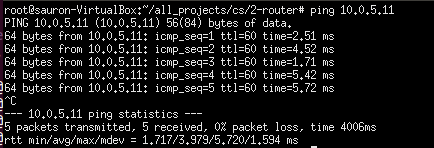 root@sauron-VirtualBox:~/all_projects/cs/2-router# ping 10.0.5.11
PING 10.0.5.11 (10.0.5.11) 56(84) bytes of data.
64 bytes from 10.0.5.11: icmp_seq=1 ttl=60 time=2.51 ms
64 bytes from 10.0.5.11: icmp_seq=2 ttl=60 time=4.52 ms
64 bytes from 10.0.5.11: icmp_seq=3 ttl=60 time=1.71 ms
64 bytes from 10.0.5.11: icmp_seq=4 ttl=60 time=5.42 ms
64 bytes from 10.0.5.11: icmp_seq=5 ttl=60 time=5.72 ms
^C
--- 10.0.5.11 ping statistics ---
5 packets transmitted, 5 received, 0% packet loss, time 4006ms
rtt min/avg/max/mdev = 1.717/3.979/5.720/1.594 ms